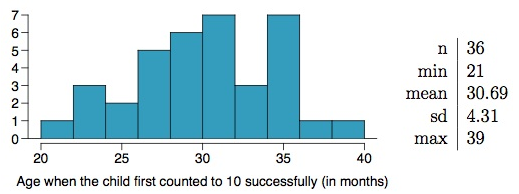 7
6
5
4
3
2
1
0
20 25 30 35 40
Age when the child first counted to 10 successfully (in months)
n 36
min 21
mean 30.69
sd 4.31
max 39